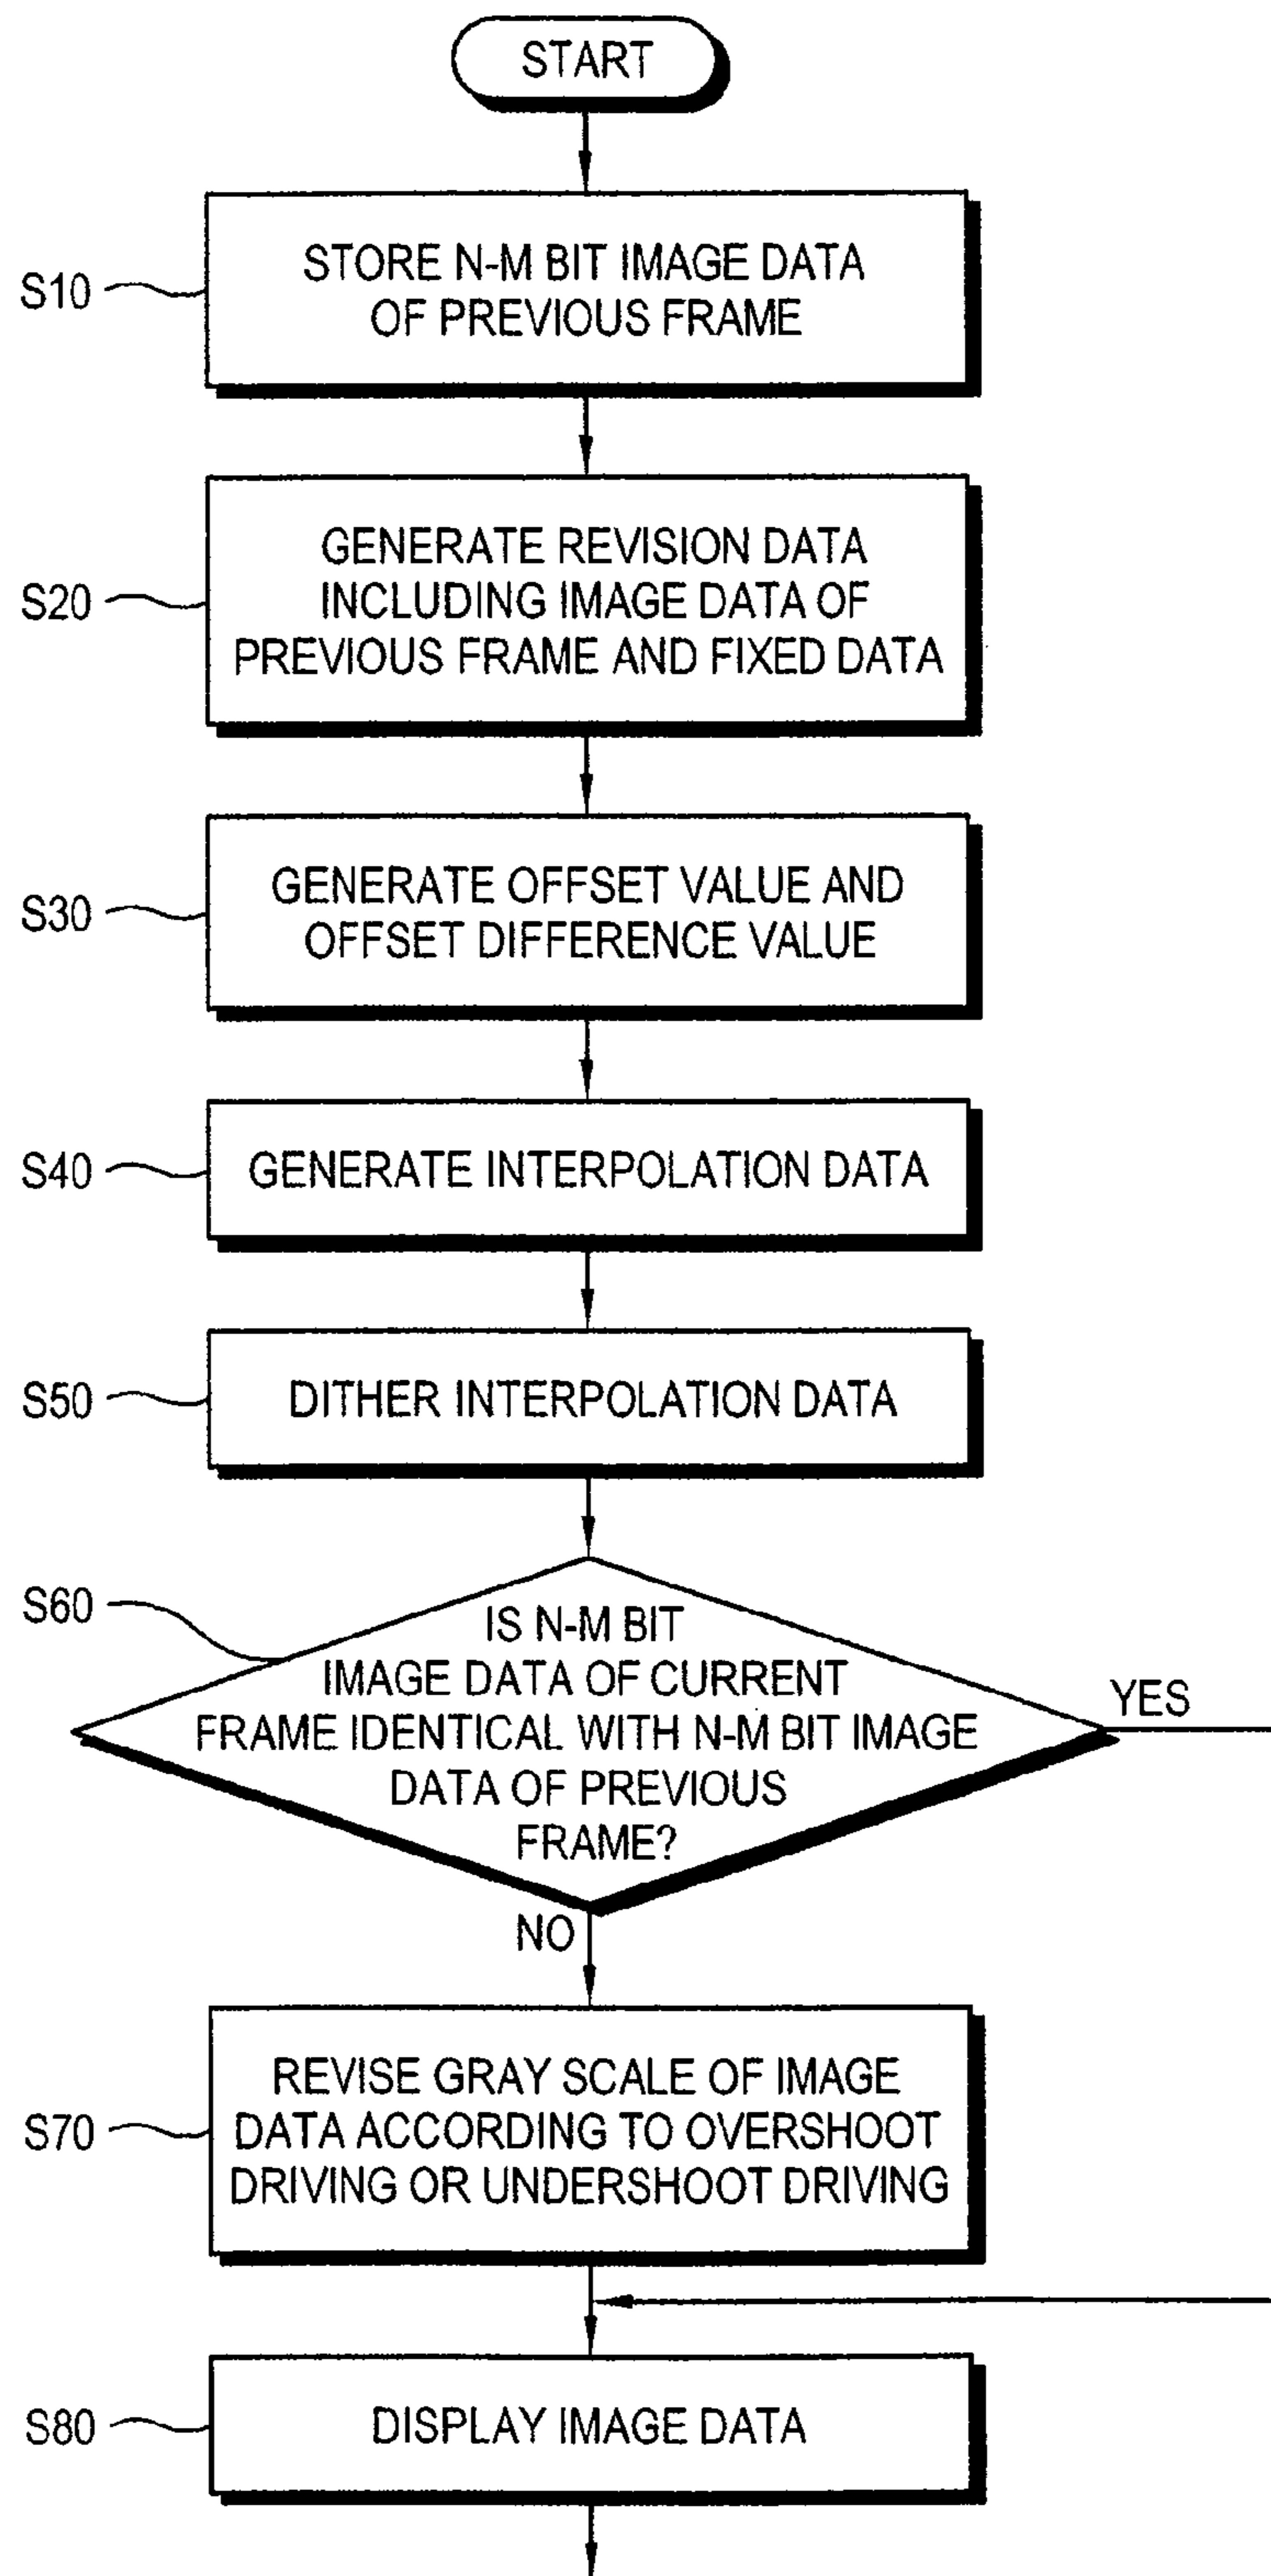 START
S10
STORE N-M BIT IMAGE DATA
OF PREVIOUS FRAME
S20
GENERATE REVISION DATA
INCLUDING IMAGE DATA OF
PREVIOUS FRAME AND FIXED DATA
S30
GENERATE OFFSET VALUE AND
OFFSET DIFFERENCE VALUE
S40
GENERATE INTERPOLATION DATA
S50
DITHER INTERPOLATION DATA
S60
IS N-M BIT
IMAGE DATA OF CURRENT
FRAME IDENTICAL WITH N-M BIT IMAGE
DATA OF PREVIOUS
FRAME?
YES
NO
S70
REVISE GRAY SCALE OF IMAGE
DATA ACCORDING TO OVERSHOOT
DRIVING OR UNDERSHOOT DRIVING
S80
DISPLAY IMAGE DATA